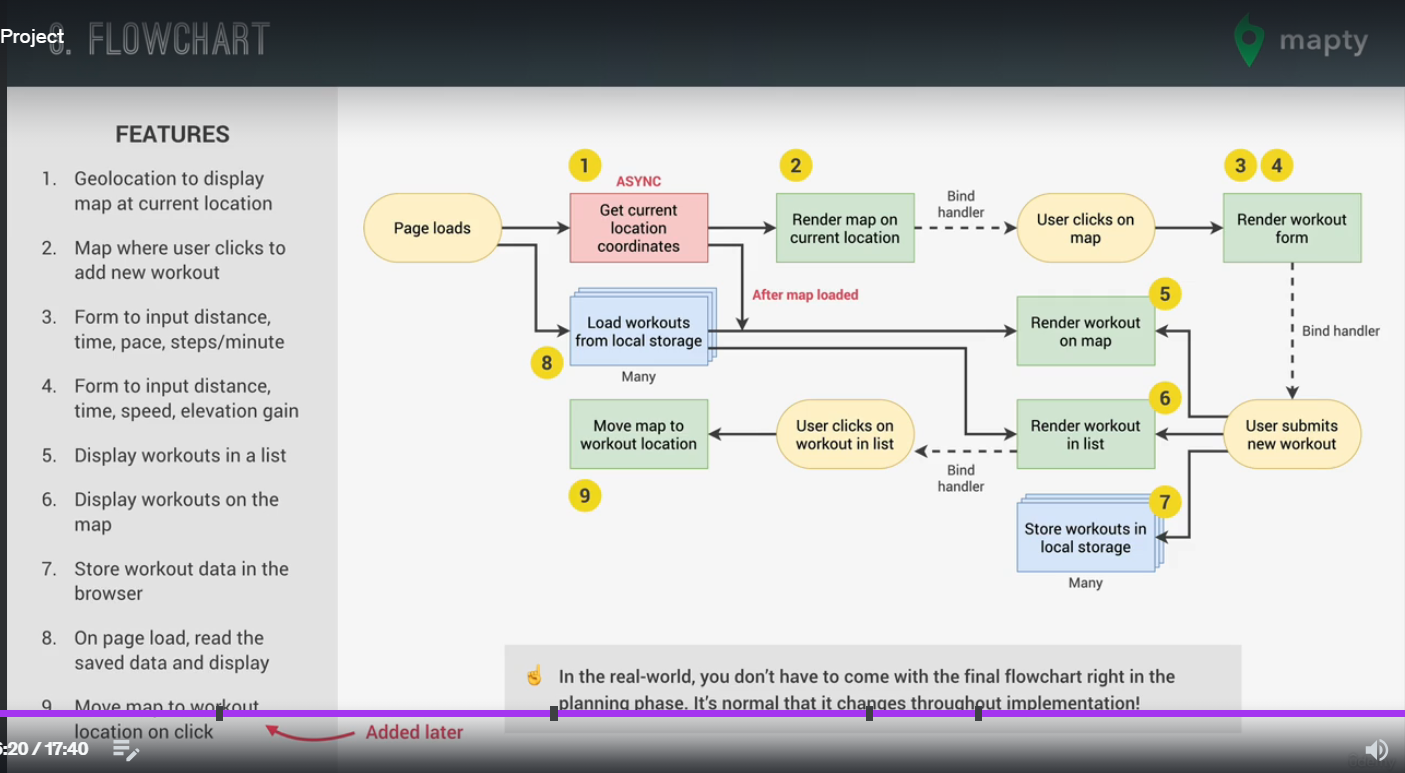 Project
FLOWCHART
mapty
FEATURES
1. Geolocation to display
map at current location
2. Map where user clicks to
add new workout
3. Form to input distance,
time, pace, steps/minute
4. Form to input distance,
time, speed, elevation gain
5. Display workouts in a list
6. Display workouts on the
map
7. Store workout data in the
browser
8. On page load, read the
saved data and display
9. Move map to workout
location on click
Added later
1
ASYNC
2
3
4
Page loads
Get current
location
coordinates
Render map on
current location
Bind
handler
User clicks on
map
Render workout
form
After map loaded
5
Load workouts
from local storage
Render workout
on map
Bind handler
8
Many
6
Move map to
workout location
User clicks on
workout in list
Render workout
in list
User submits
new workout
Bind
handler
9
7
Store workouts in
local storage
Many
☝ In the real-world, you don’t have to come with the final flowchart right in the
planning phase. It’s normal that it changes throughout implementation!
:20 / 17:40